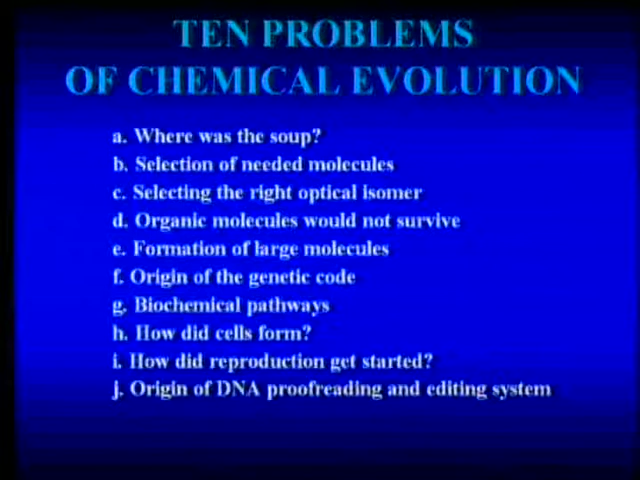 TEN PROBLEMS
OF CHEMICAL EVOLUTION
a. Where was the soup?
b. Selection of needed molecules
c. Selecting the right optical isomer
d. Organic molecules would not survive
e. Formation of large molecules
f. Origin of the genetic code
g. Biochemical pathways
h. How did cells form?
i. How did reproduction get started?
j. Origin of DNA proofreading and editing system